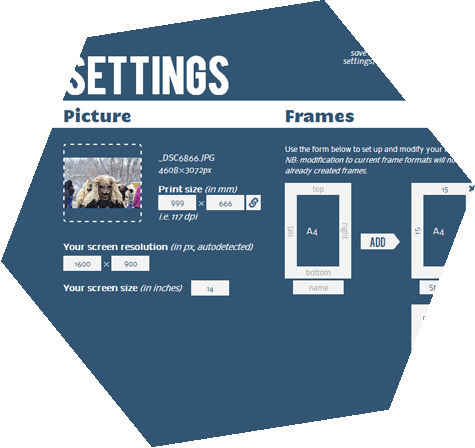 save
settings
SETTINGS
Picture
Frames
_DSC6866.JPG
4608×3072px
Print size (in mm)
999 × 666
i.e. 117 dpi
Your screen resolution (in px, autodetected)
1600 × 900
Your screen size (in inches) 14
Use the form below to set up and modify your
NB: modification to current frame formats will
already created frames.
top
left
A4
right
bottom
name
ADD
15
15
A4